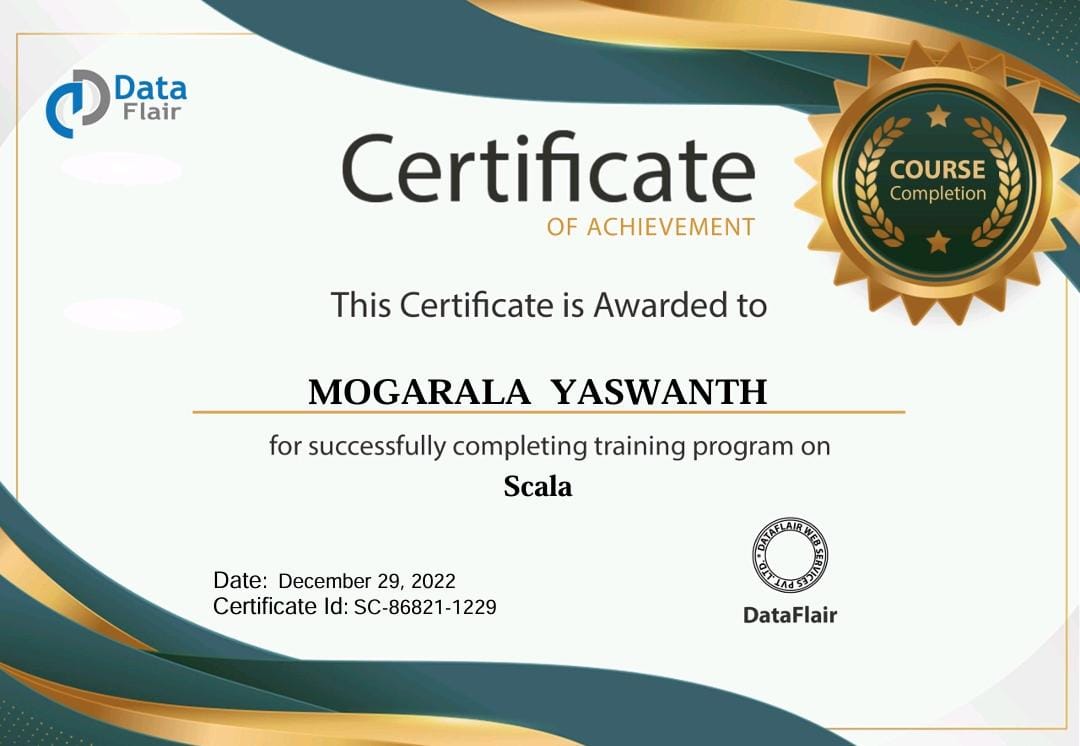 Data
Flair
Certificate
OF ACHIEVEMENT
COURSE
Completion
This Certificate is Awarded to
MOGARALA YASWANTH
for successfully completing training program on
Scala
DATAFLAIR WEB SERVICES PVT. LTD.
DataFlair
Date: December 29, 2022
Certificate Id: SC-86821-1229